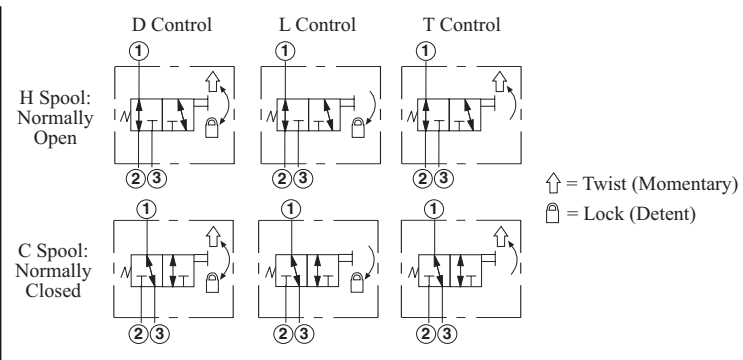 D Control
L Control
T Control
1
1
1
H Spool:
Normally
Open
2 3
2 3
2 3
= Twist (Momentary)
= Lock (Detent)
1
1
1
C Spool:
Normally
Closed
2 3
2 3
2 3